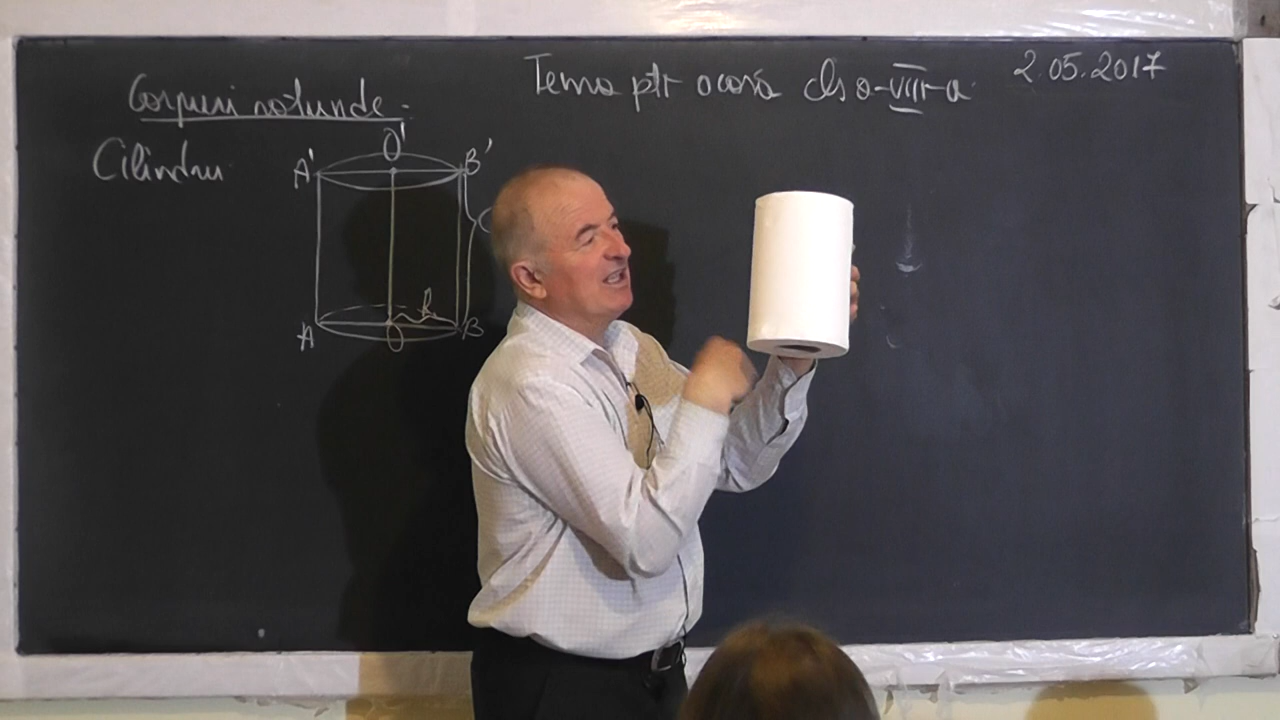 Corpuri rotunde -
Tema ptr acasă cls a-VIII-a
2.05.2017
Cilindru
O'
A'
B'
G
R
A
O
B